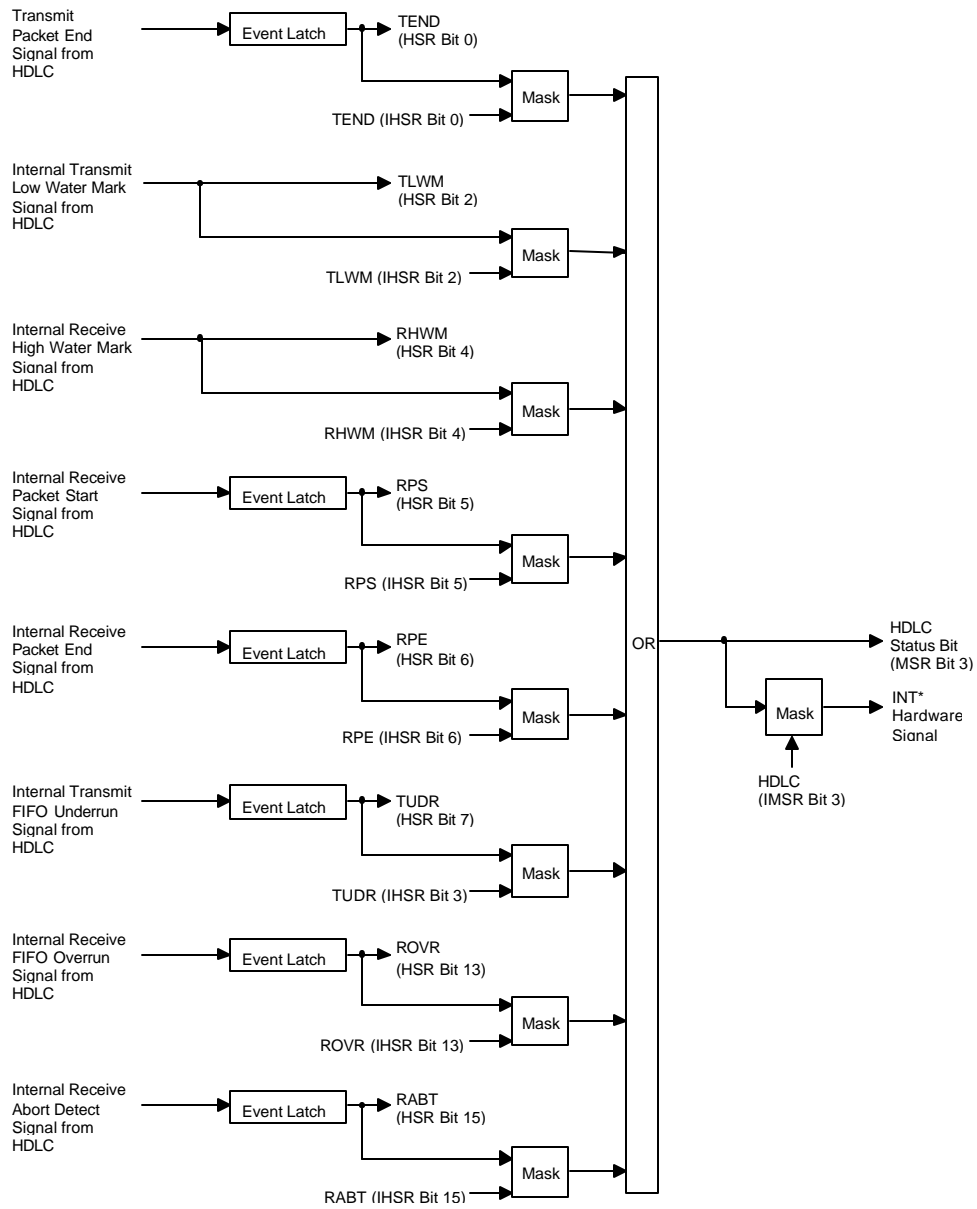 Transmit
Packet End
Signal from
HDLC
Event Latch
TEND
(HSR Bit 0)
Mask
TEND (IHSR Bit 0)
Internal Transmit
Low Water Mark
Signal from
HDLC
TLWM
(HSR Bit 2)
Mask
TLWM (IHSR Bit 2)
Internal Receive
High Water Mark
Signal from
HDLC
RHWM
(HSR Bit 4)
Mask
RHWM (IHSR Bit 4)
Internal Receive
Packet Start
Signal from
HDLC
Event Latch
RPS
(HSR Bit 5)
Mask
RPS (IHSR Bit 5)
Internal Receive
Packet End
Signal from
HDLC
Event Latch
RPE
(HSR Bit 6)
Mask
RPE (IHSR Bit 6)
OR
HDLC
Status Bit
(MSR Bit 3)
Mask
INT*
Hardware
Signal
HDLC
(IMSR Bit 3)
Internal Transmit
FIFO Underrun
Signal from
HDLC
Event Latch
TUDR
(HSR Bit 7)
Mask
TUDR (IHSR Bit 3)
Internal Receive
FIFO Overrun
Signal from
HDLC
Event Latch
ROVR
(HSR Bit 13)
Mask
ROVR (IHSR Bit 13)
Internal Receive
Abort Detect
Signal from
HDLC
Event Latch
RABT
(HSR Bit 15)
Mask
RABT (IHSR Bit 15)